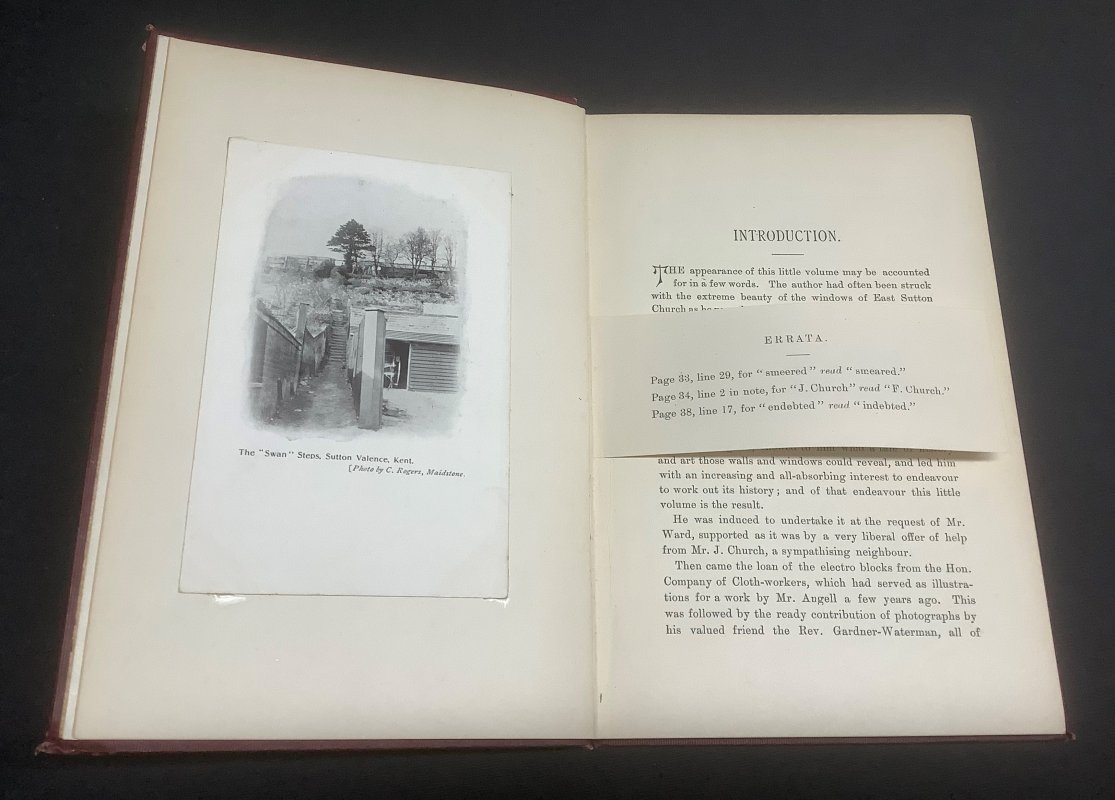 The "Swan" Steps, Sutton Valence, Kent.
[Photo by C. Rogers, Maidstone.
INTRODUCTION.
THE appearance of this little volume may be accounted
for in a few words. The author had often been struck
with the extreme beauty of the windows of East Sutton
Church as he
ERRATA.
Page 33, line 29, for "smeered" read "smeared."
Page 34, line 2 in note, for "J. Church" read "F. Church."
Page 38, line 17, for "endebted" read "indebted."
and art those walls and windows could reveal, and led him
with an increasing and all-absorbing interest to endeavour
to work out its history; and of that endeavour this little
volume is the result.
He was induced to undertake it at the request of Mr.
Ward, supported as it was by a very liberal offer of help
from Mr. J. Church, a sympathising neighbour.
Then came the loan of the electro blocks from the Hon.
Company of Cloth-workers, which had served as illustra-
tions for a work by Mr. Angell a few years ago. This
was followed by the ready contribution of photographs by
his valued friend the Rev. Gardner-Waterman, all of